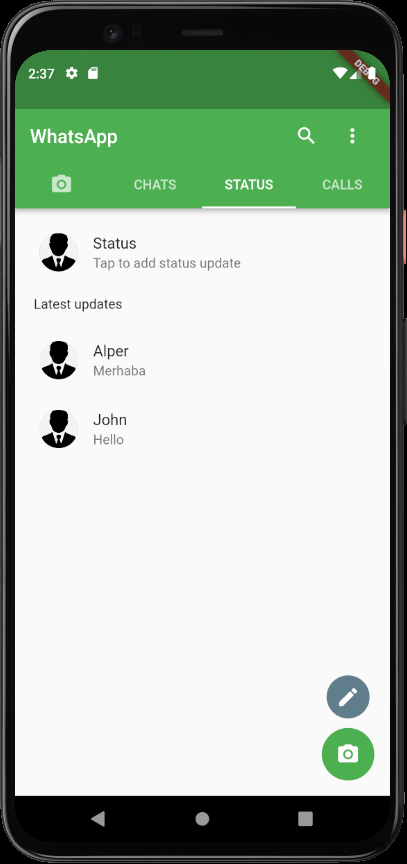 2:37
DEBUG
WhatsApp
CHATS STATUS CALLS
Status
Tap to add status update
Latest updates
Alper
Merhaba
John
Hello